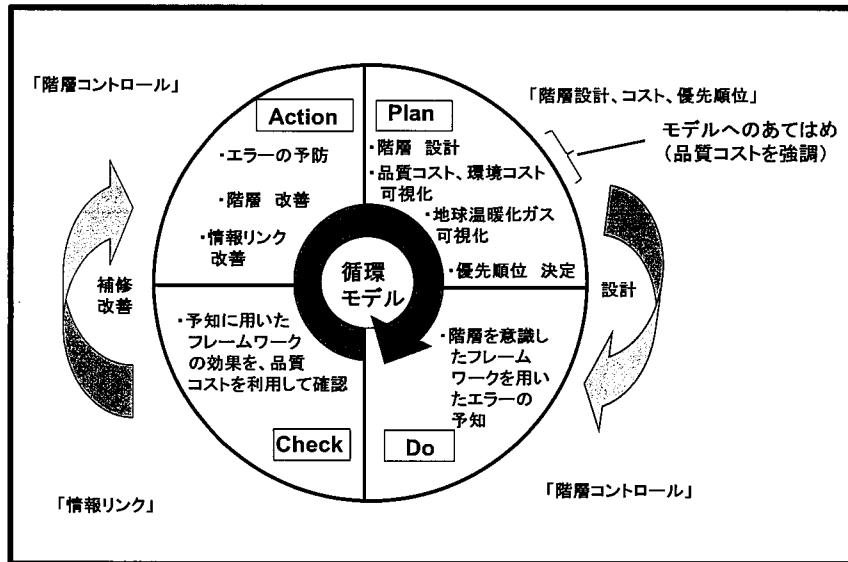 「階層コントロール」
Action
・エラーの予防
・階層 改善
・情報リンク
改善
Plan
・階層 設計
・品質コスト、環境コスト
可視化
・地球温暖化ガス
可視化
・優先順位 決定
「階層設計、コスト、優先順位」
モデルへのあてはめ
（品質コストを強調）
補修
改善
循環
モデル
設計
・予知に用いた
フレームワーク
の効果を、品質
コストを利用して確認
Check
・階層を意識し
たフレーム
ワークを用い
たエラーの
予知
Do
「情報リンク」
「階層コントロール」